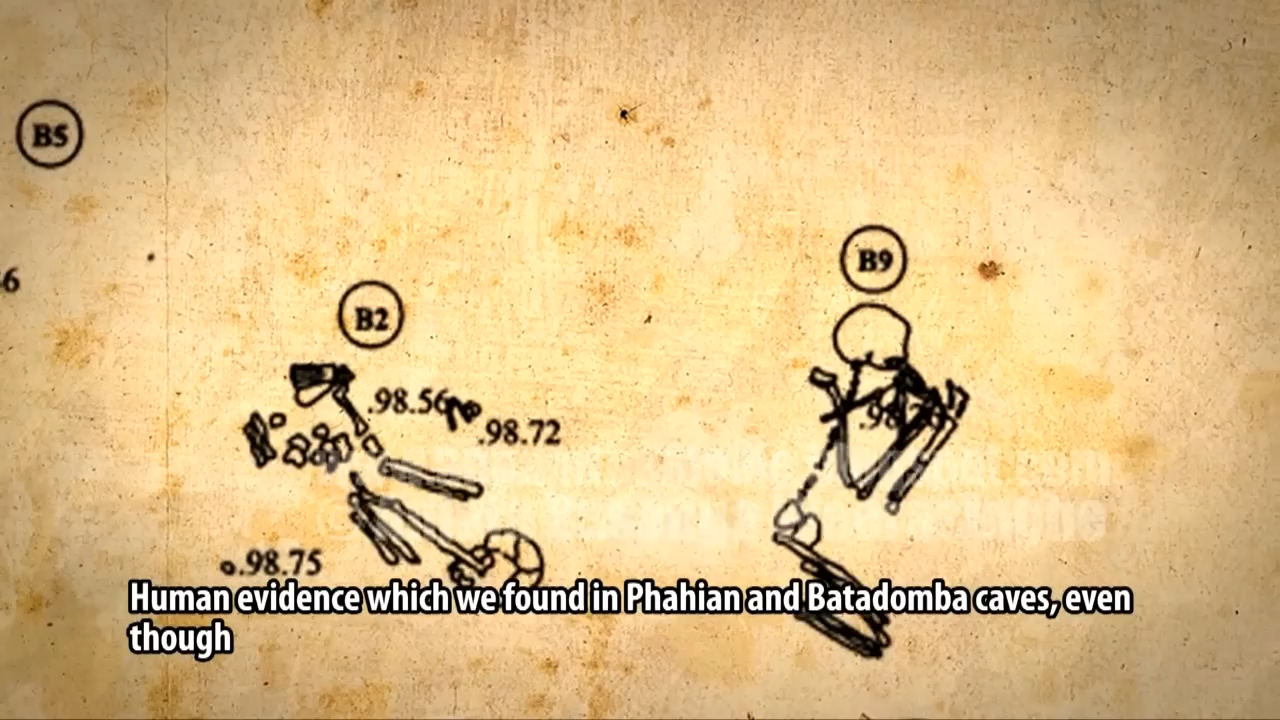 B5
B9
6
B2
.98.56
.98.72
.98.75
Human evidence which we found in Phahian and Batadomba caves, even
though